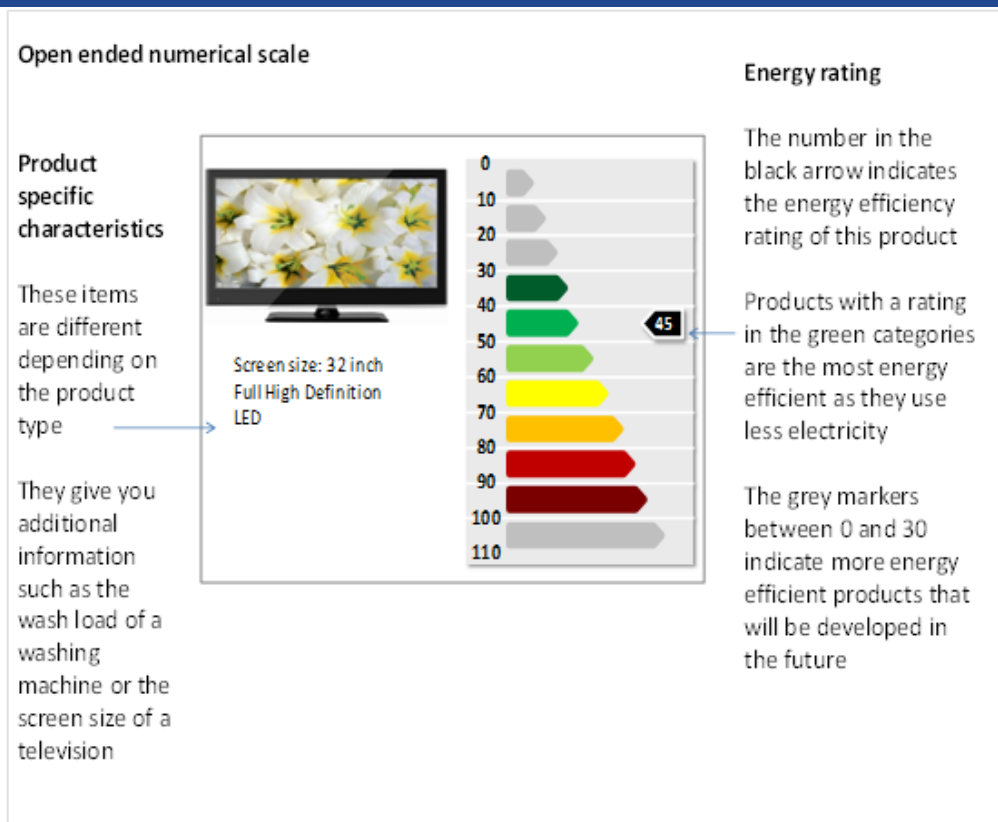 Open ended numerical scale
Product
specific
characteristics
These items
are different
depending on
the product
type
They give you
additional
information
such as the
wash load of a
washing
machine or the
screen size of a
television
Screen size: 32 inch
Full High Definition
LED
0
10
20
30
40
50
60
70
80
90
100
110
45
Energy rating
The number in the
black arrow indicates
the energy efficiency
rating of this product
Products with a rating
in the green categories
are the most energy
efficient as they use
less electricity
The grey markers
between 0 and 30
indicate more energy
efficient products that
will be developed in
the future